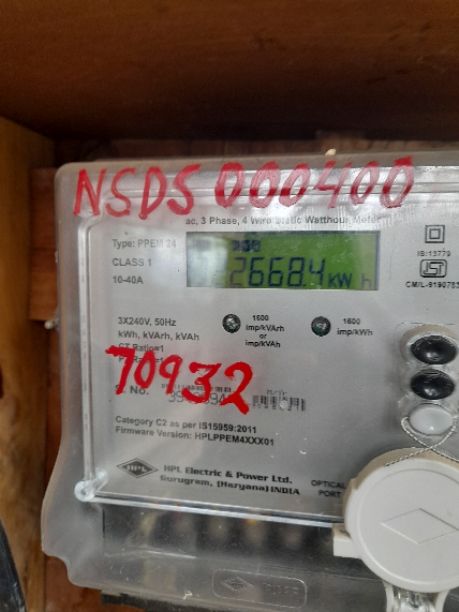 NSDS 000400
ac, 3 Phase, 4 Wire Static Watthour Meter
Type: PPEM 24
CLASS 1
10-40A
2668.4 kW h
IS:13779
CM/L-9190753
3X240V, 50Hz
kWh, kVArh, kVAh
CT Ratio=1
1600
imp/kVArh
or
imp/kVAh
1600
imp/kWh
70932
S. No.
Category C2 as per IS15959:2011
Firmware Version: HPLPPEM4XXX01
HPL
HPL Electric & Power Ltd.
Gurugram, (Haryana) INDIA
OPTICAL
PORT